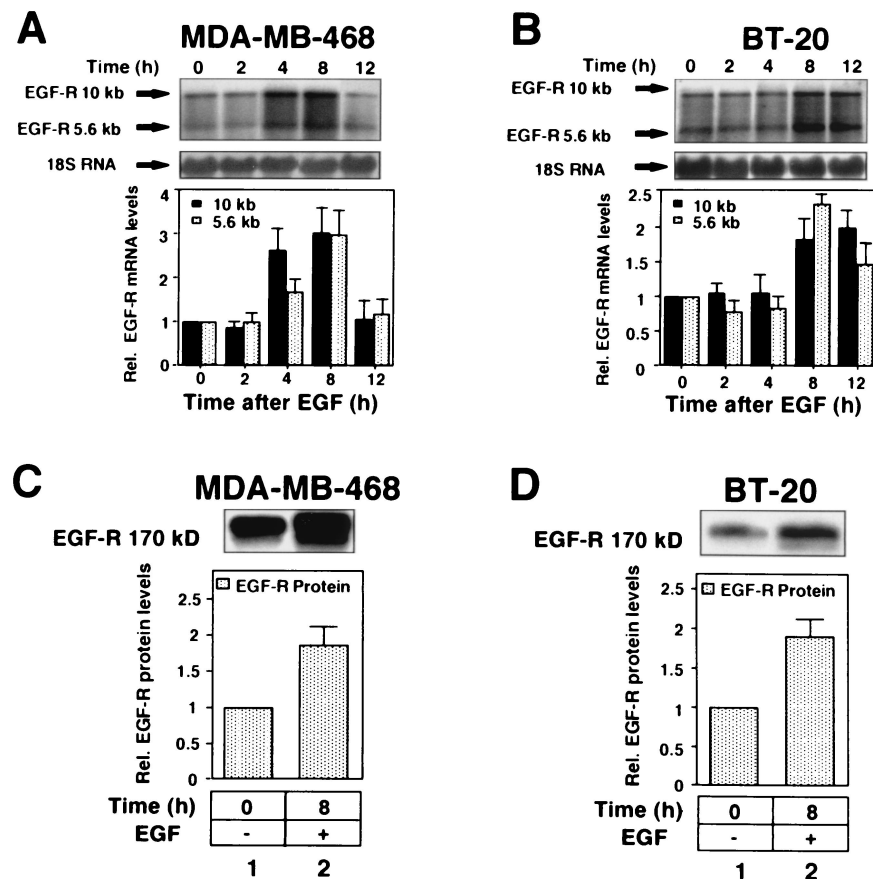 A
MDA-MB-468
Time (h) 0 2 4 8 12
EGF-R 10 kb
EGF-R 5.6 kb
18S RNA
Rel. EGF-R mRNA levels
4
3
2
1
0
10 kb
5.6 kb
0 2 4 8 12
Time after EGF (h)
B
BT-20
Time (h) 0 2 4 8 12
EGF-R 10 kb
EGF-R 5.6 kb
18S RNA
Rel. EGF-R mRNA levels
2.5
2
1.5
1
0.5
0
10 kb
5.6 kb
0 2 4 8 12
Time after EGF (h)
C
MDA-MB-468
EGF-R 170 kD
Rel. EGF-R protein levels
EGF-R Protein
2.5
2
1.5
1
0.5
0
Time (h) 0 8
EGF - +
1 2
D
BT-20
EGF-R 170 kD
Rel. EGF-R protein levels
EGF-R Protein
2.5
2
1.5
1
0.5
0
Time (h) 0 8
EGF - +
1 2